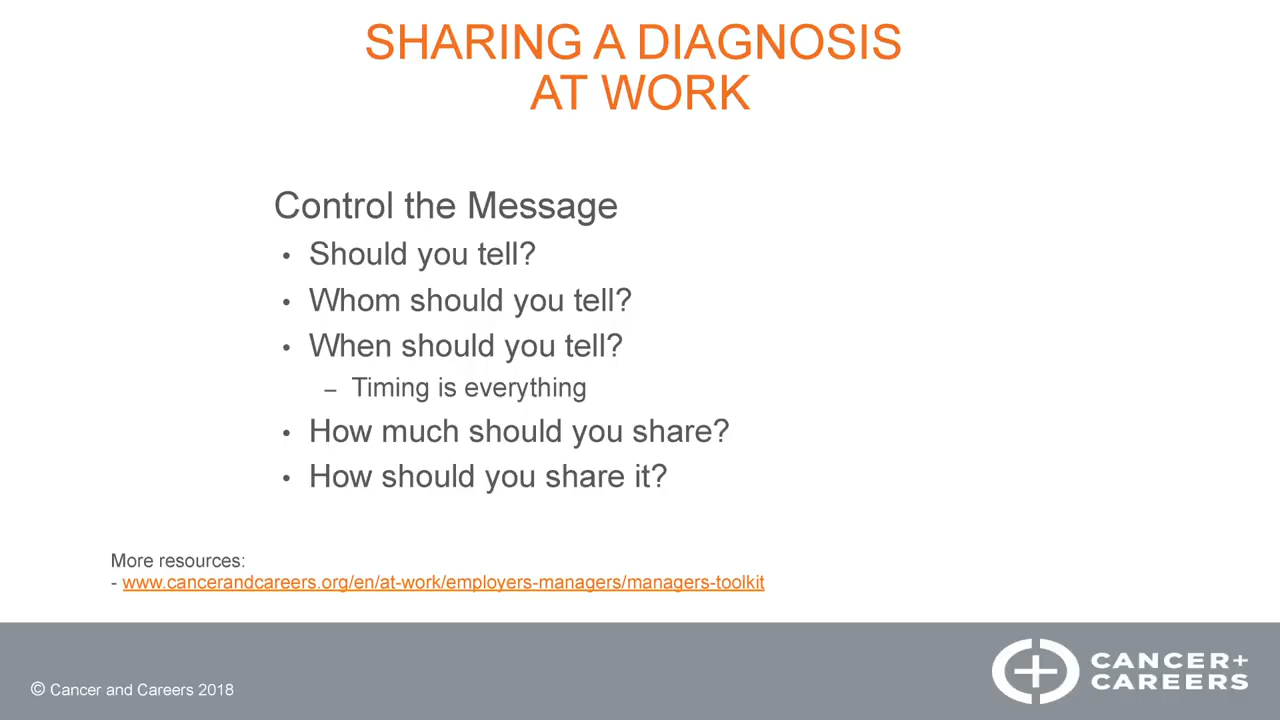 SHARING A DIAGNOSIS
AT WORK
Control the Message
• Should you tell?
• Whom should you tell?
• When should you tell?
– Timing is everything
• How much should you share?
• How should you share it?
More resources:
- www.cancerandcareers.org/en/at-work/employers-managers/managers-toolkit
© Cancer and Careers 2018
CANCER+
CAREERS